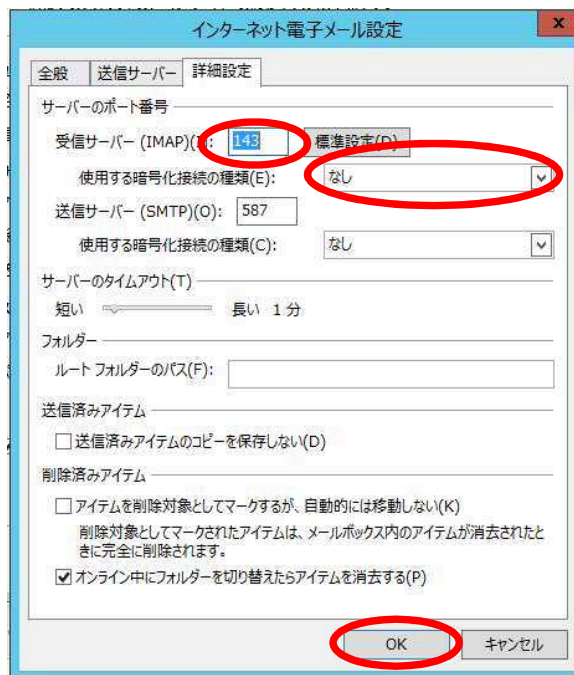 インターネット電子メール設定
x
全般 送信サーバー 詳細設定
サーバーのポート番号
受信サーバー (IMAP)(I): 143 標準設定(D)
使用する暗号化接続の種類(E): なし
送信サーバー (SMTP)(O): 587
使用する暗号化接続の種類(C): なし
サーバーのタイムアウト(T)
短い 長い 1 分
フォルダー
ルート フォルダーのパス(F):
送信済みアイテム
送信済みアイテムのコピーを保存しない(D)
削除済みアイテム
アイテムを削除対象としてマークするが、自動的には移動しない(K)
削除対象としてマークされたアイテムは、メールボックス内のアイテムが消去されたと
きに完全に削除されます。
オンライン中にフォルダーを切り替えたらアイテムを消去する(P)
OK キャンセル